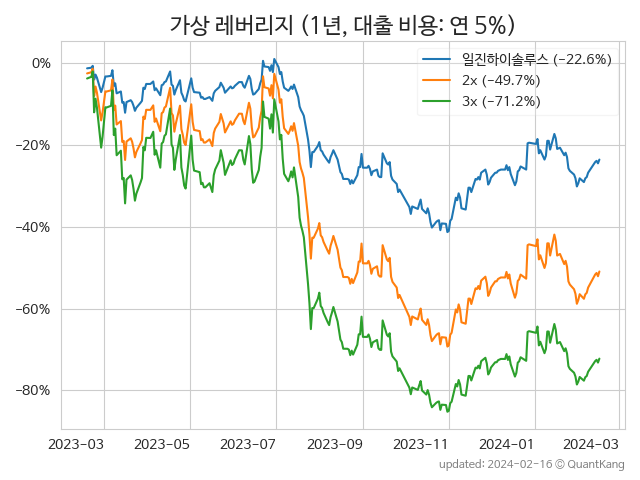 가상 레버리지 (1년, 대출 비용: 연 5%)
일진하이솔루스 (−22.6%)
2x (−49.7%)
3x (−71.2%)
0%
−20%
−40%
−60%
−80%
2023-03 2023-05 2023-07 2023-09 2023-11 2024-01 2024-03
updated: 2024-02-16 © QuantKang